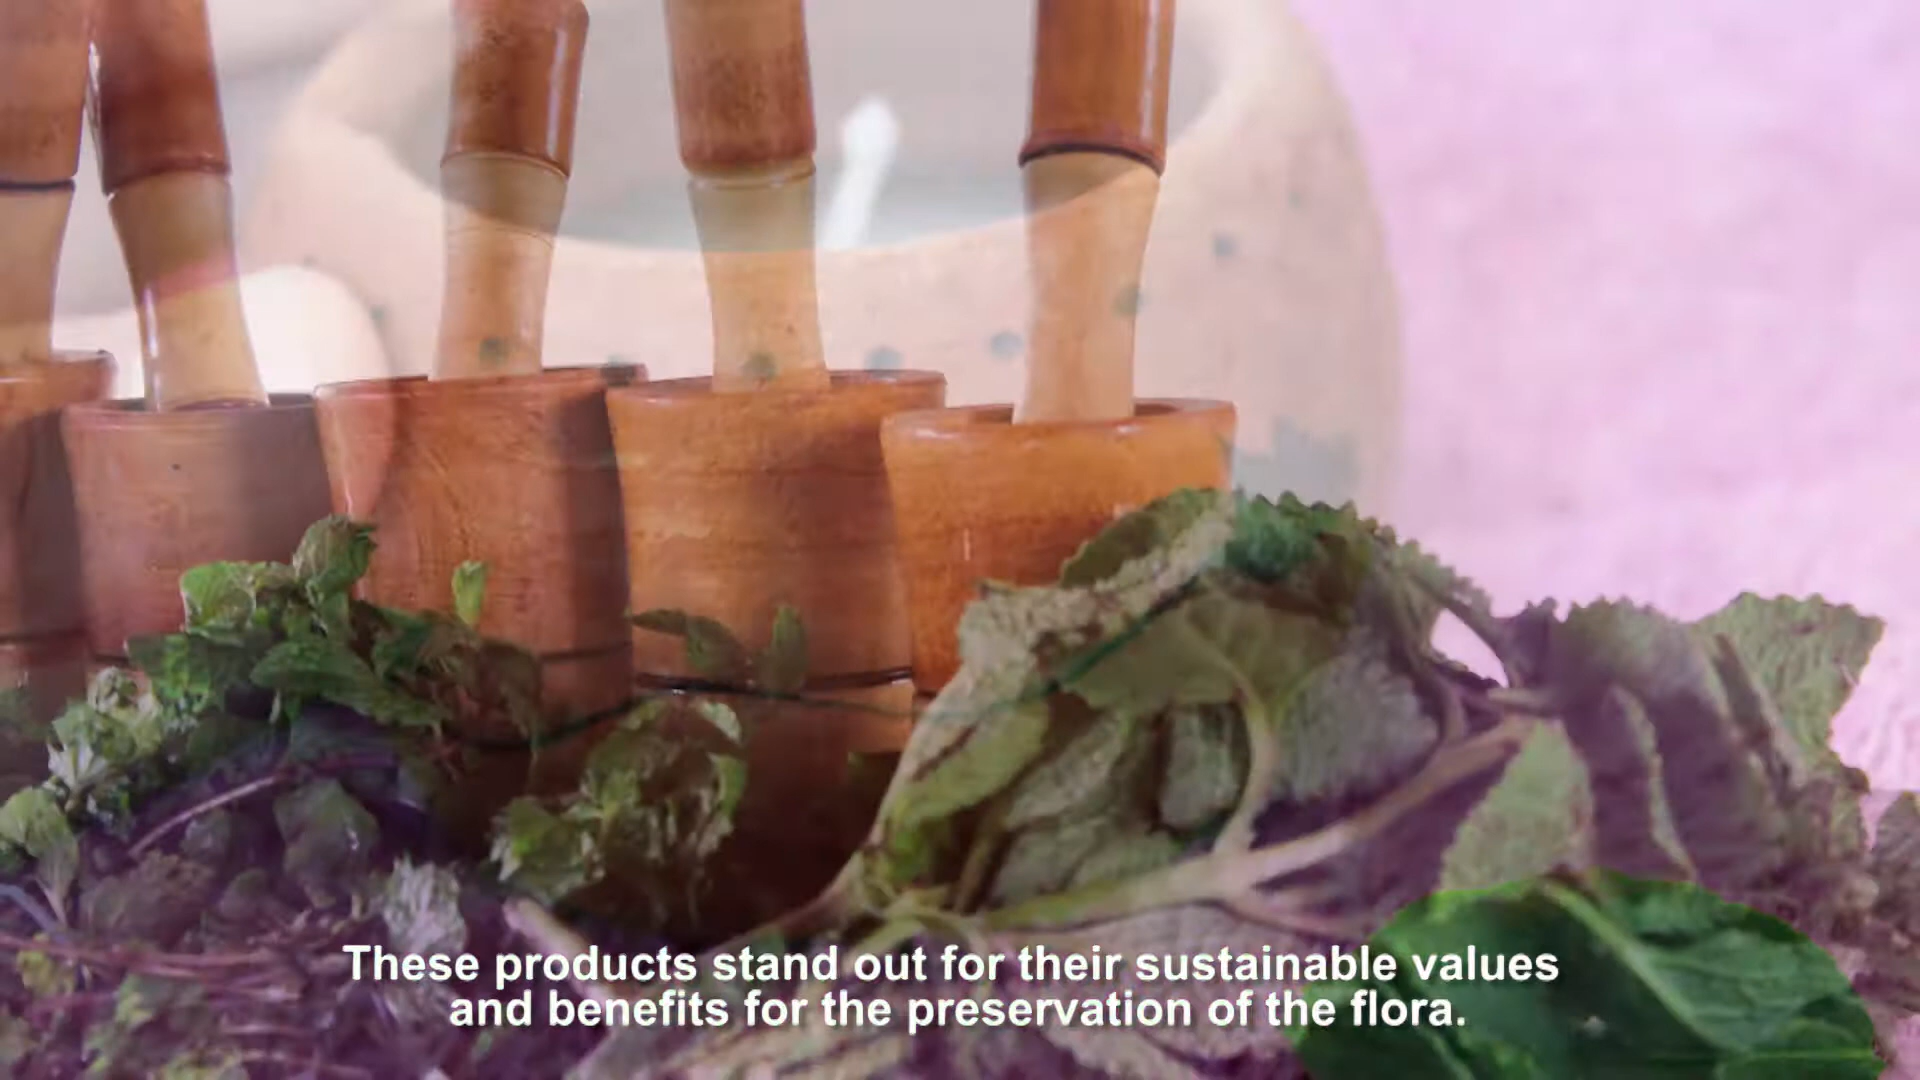 These products stand out for their sustainable values
and benefits for the preservation of the flora.